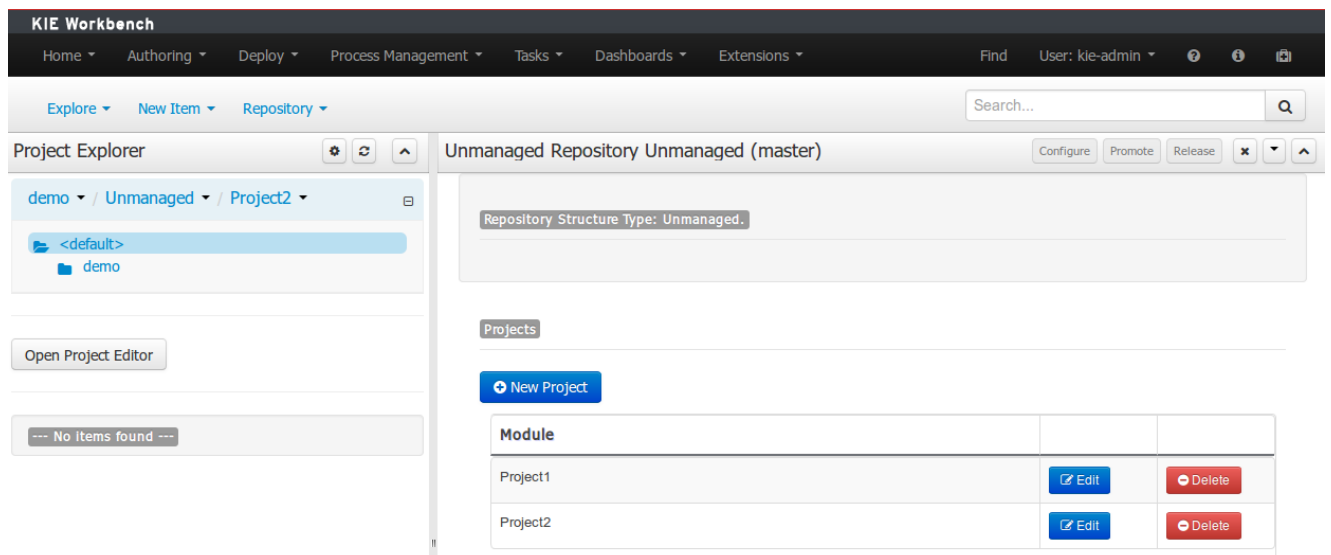 KIE Workbench
Home Authoring Deploy Process Management Tasks Dashboards Extensions Find User: kie-admin
Explore New Item Repository Search...
Project Explorer
demo / Unmanaged / Project2
<default>
demo
Open Project Editor
--- No Items found ---
Unmanaged Repository Unmanaged (master) Configure Promote Release
Repository Structure Type: Unmanaged.
Projects
New Project
Module
Project1 Edit Delete
Project2 Edit Delete